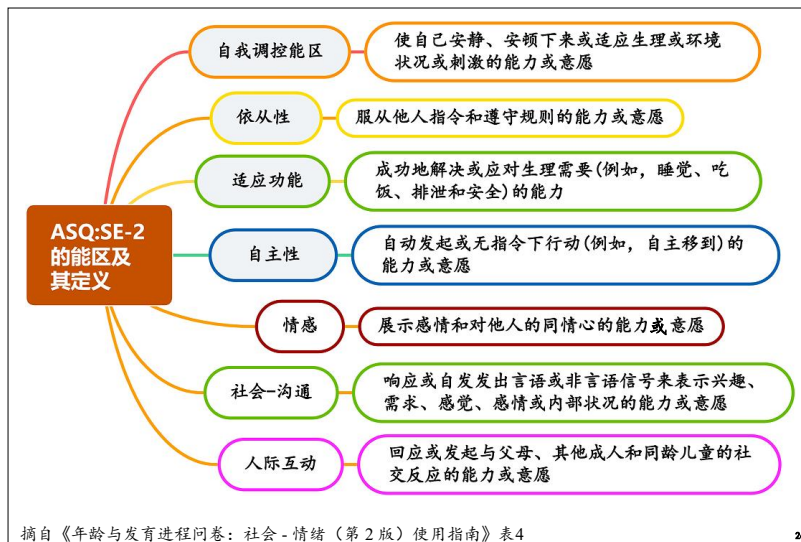 自我调控能区
使自己安静、安顿下来或适应生理或环境
状况或刺激的能力或意愿
依从性
服从他人指令和遵守规则的能力或意愿
适应功能
成功地解决或应对生理需要(例如，睡觉、吃
饭、排泄和安全)的能力
ASQ:SE-2
的能区及
其定义
自主性
自动发起或无指令下行动(例如，自主移到)的
能力或意愿
情感
展示感情和对他人的同情心的能力或意愿
社会-沟通
响应或自发发出言语或非言语信号来表示兴趣、
需求、感觉、感情或内部状况的能力或意愿
人际互动
回应或发起与父母、其他成人和同龄儿童的社
交反应的能力或意愿
摘自《年龄与发育进程问卷：社会 - 情绪（第 2 版）使用指南》表4